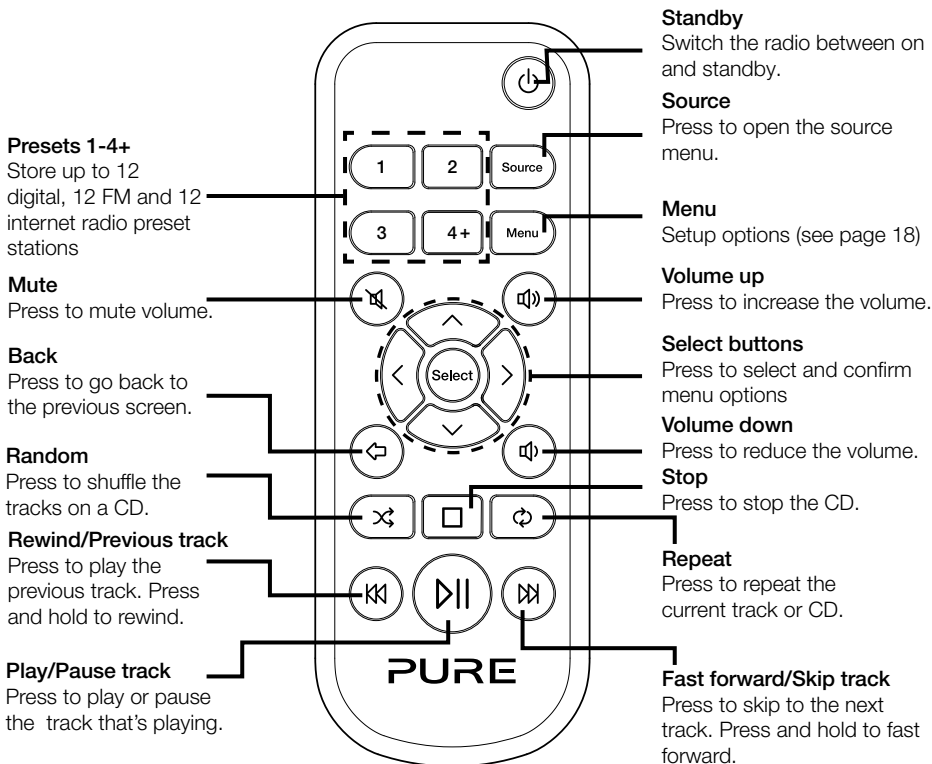 Standby
Switch the radio between on
and standby.
Source
Press to open the source
menu.
Presets 1-4+
Store up to 12
digital, 12 FM and 12
internet radio preset
stations
Menu
Setup options (see page 18)
Mute
Press to mute volume.
Volume up
Press to increase the volume.
Back
Press to go back to
the previous screen.
Select buttons
Press to select and confirm
menu options
Volume down
Press to reduce the volume.
Random
Press to shuffle the
tracks on a CD.
Stop
Press to stop the CD.
Rewind/Previous track
Press to play the
previous track. Press
and hold to rewind.
Repeat
Press to repeat the
current track or CD.
Play/Pause track
Press to play or pause
the  track that's playing.
Fast forward/Skip track
Press to skip to the next
track. Press and hold to fast
forward.
1
2
Source
3
4+
Menu
Select
PURE